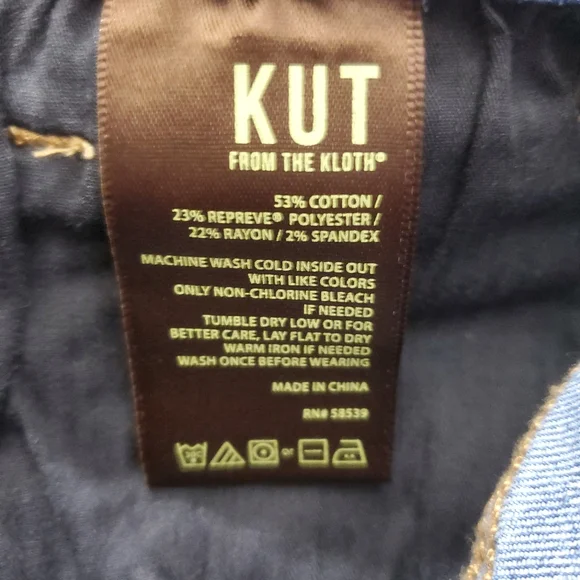 KUT
FROM THE KLOTH®
53% COTTON /
23% REPREVE® POLYESTER /
22% RAYON / 2% SPANDEX
MACHINE WASH COLD INSIDE OUT
WITH LIKE COLORS
ONLY NON-CHLORINE BLEACH
IF NEEDED
TUMBLE DRY LOW OR FOR
BETTER CARE, LAY FLAT TO DRY
WARM IRON IF NEEDED
WASH ONCE BEFORE WEARING
MADE IN CHINA
RN# 58539
or